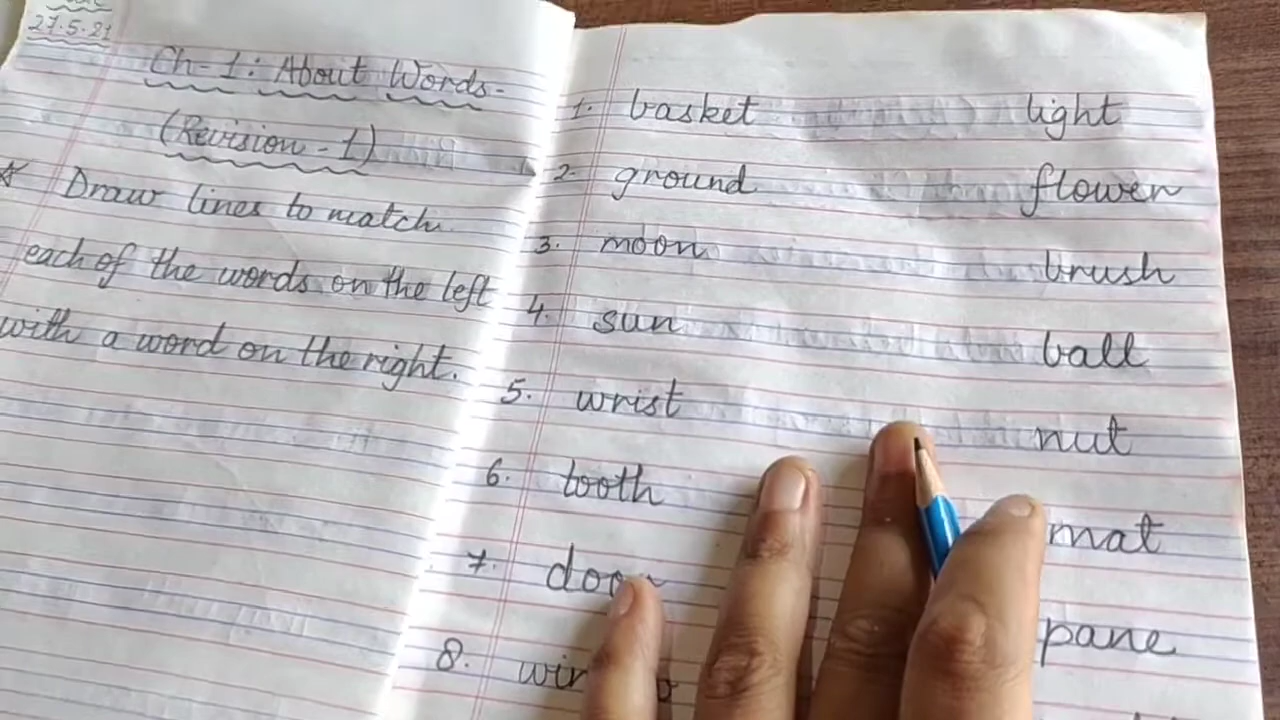 27.5.21
Ch-1: About Words-
(Revision-1)
☆ Draw lines to match
each of the words on the left
with a word on the right.
1. basket light
2. ground flower
3. moon brush
4. sun ball
5. wrist nut
6. tooth mat
7. door pane
8.